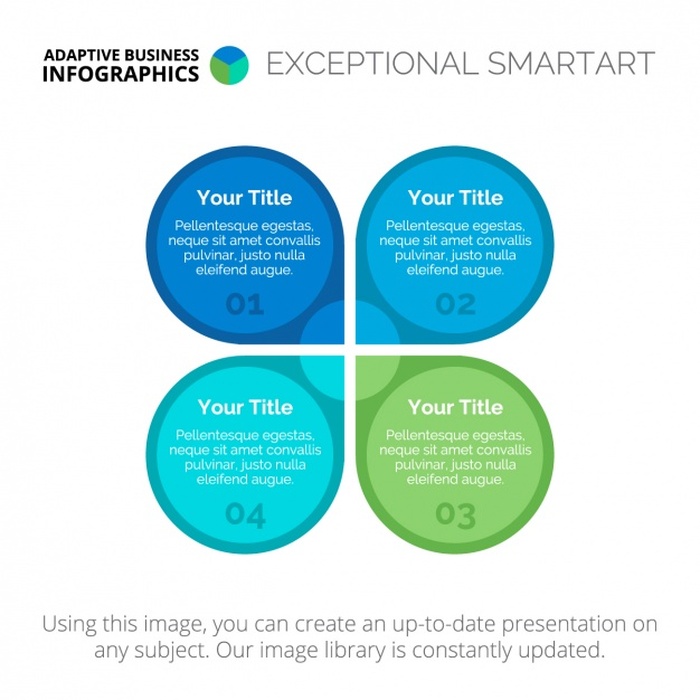 ADAPTIVE BUSINESS
INFOGRAPHICS
EXCEPTIONAL SMARTART
Your Title
Pellentesque egestas,
neque sit amet convallis
pulvinar, justo nulla
eleifend augue.
01
Your Title
Pellentesque egestas,
neque sit amet convallis
pulvinar, justo nulla
eleifend augue.
02
Your Title
Pellentesque egestas,
neque sit amet convallis
pulvinar, justo nulla
eleifend augue.
04
Your Title
Pellentesque egestas,
neque sit amet convallis
pulvinar, justo nulla
eleifend augue.
03
Using this image, you can create an up-to-date presentation on
any subject. Our image library is constantly updated.